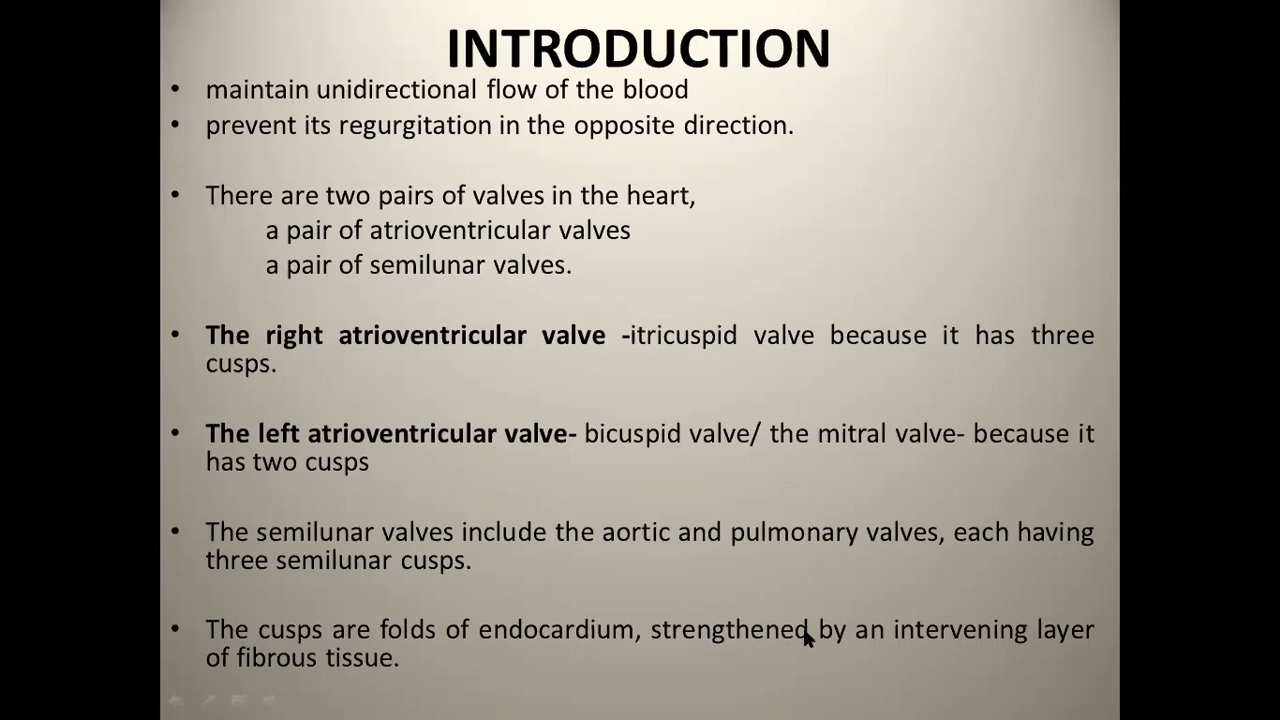 INTRODUCTION
• maintain unidirectional flow of the blood
• prevent its regurgitation in the opposite direction.
• There are two pairs of valves in the heart,
a pair of atrioventricular valves
a pair of semilunar valves.
• The right atrioventricular valve -itricuspid valve because it has three
cusps.
• The left atrioventricular valve- bicuspid valve/ the mitral valve- because it
has two cusps
• The semilunar valves include the aortic and pulmonary valves, each having
three semilunar cusps.
• The cusps are folds of endocardium, strengthened by an intervening layer
of fibrous tissue.